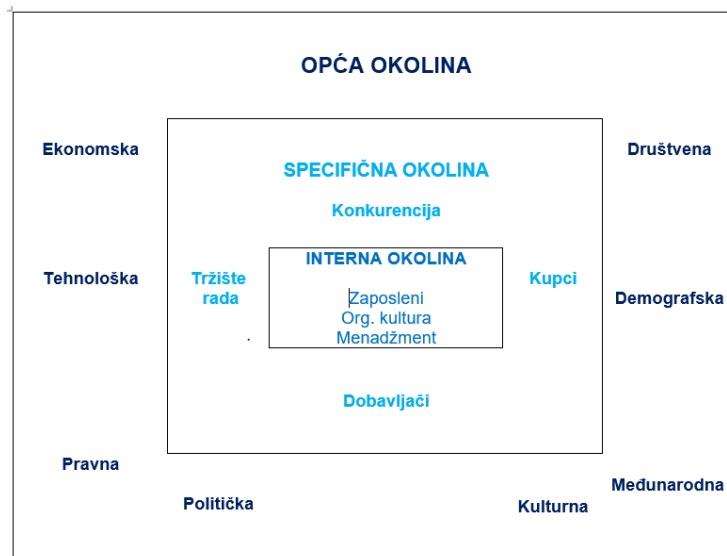 OPĆA OKOLINA
Ekonomska
Društvena
SPECIFIČNA OKOLINA
Konkurencija
INTERNA OKOLINA
Tehnološka
Tržište
rada
Kupci
Zaposleni
Demografska
Org. kultura
Menadžment
Dobavljači
Pravna
Međunarodna
Politička
Kulturna